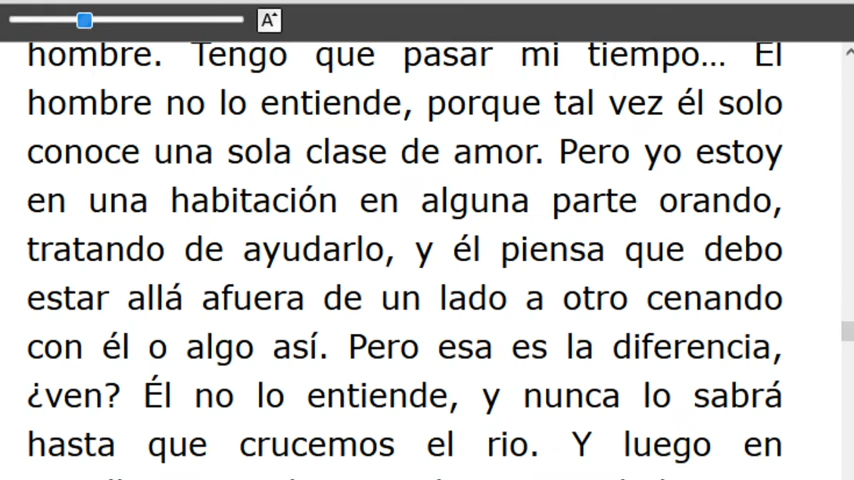 A
hombre. Tengo que pasar mi tiempo... El
hombre no lo entiende, porque tal vez él solo
conoce una sola clase de amor. Pero yo estoy
en una habitación en alguna parte orando,
tratando de ayudarlo, y él piensa que debo
estar allá afuera de un lado a otro cenando
con él o algo así. Pero esa es la diferencia,
¿ven? Él no lo entiende, y nunca lo sabrá
hasta que crucemos el rio. Y luego en